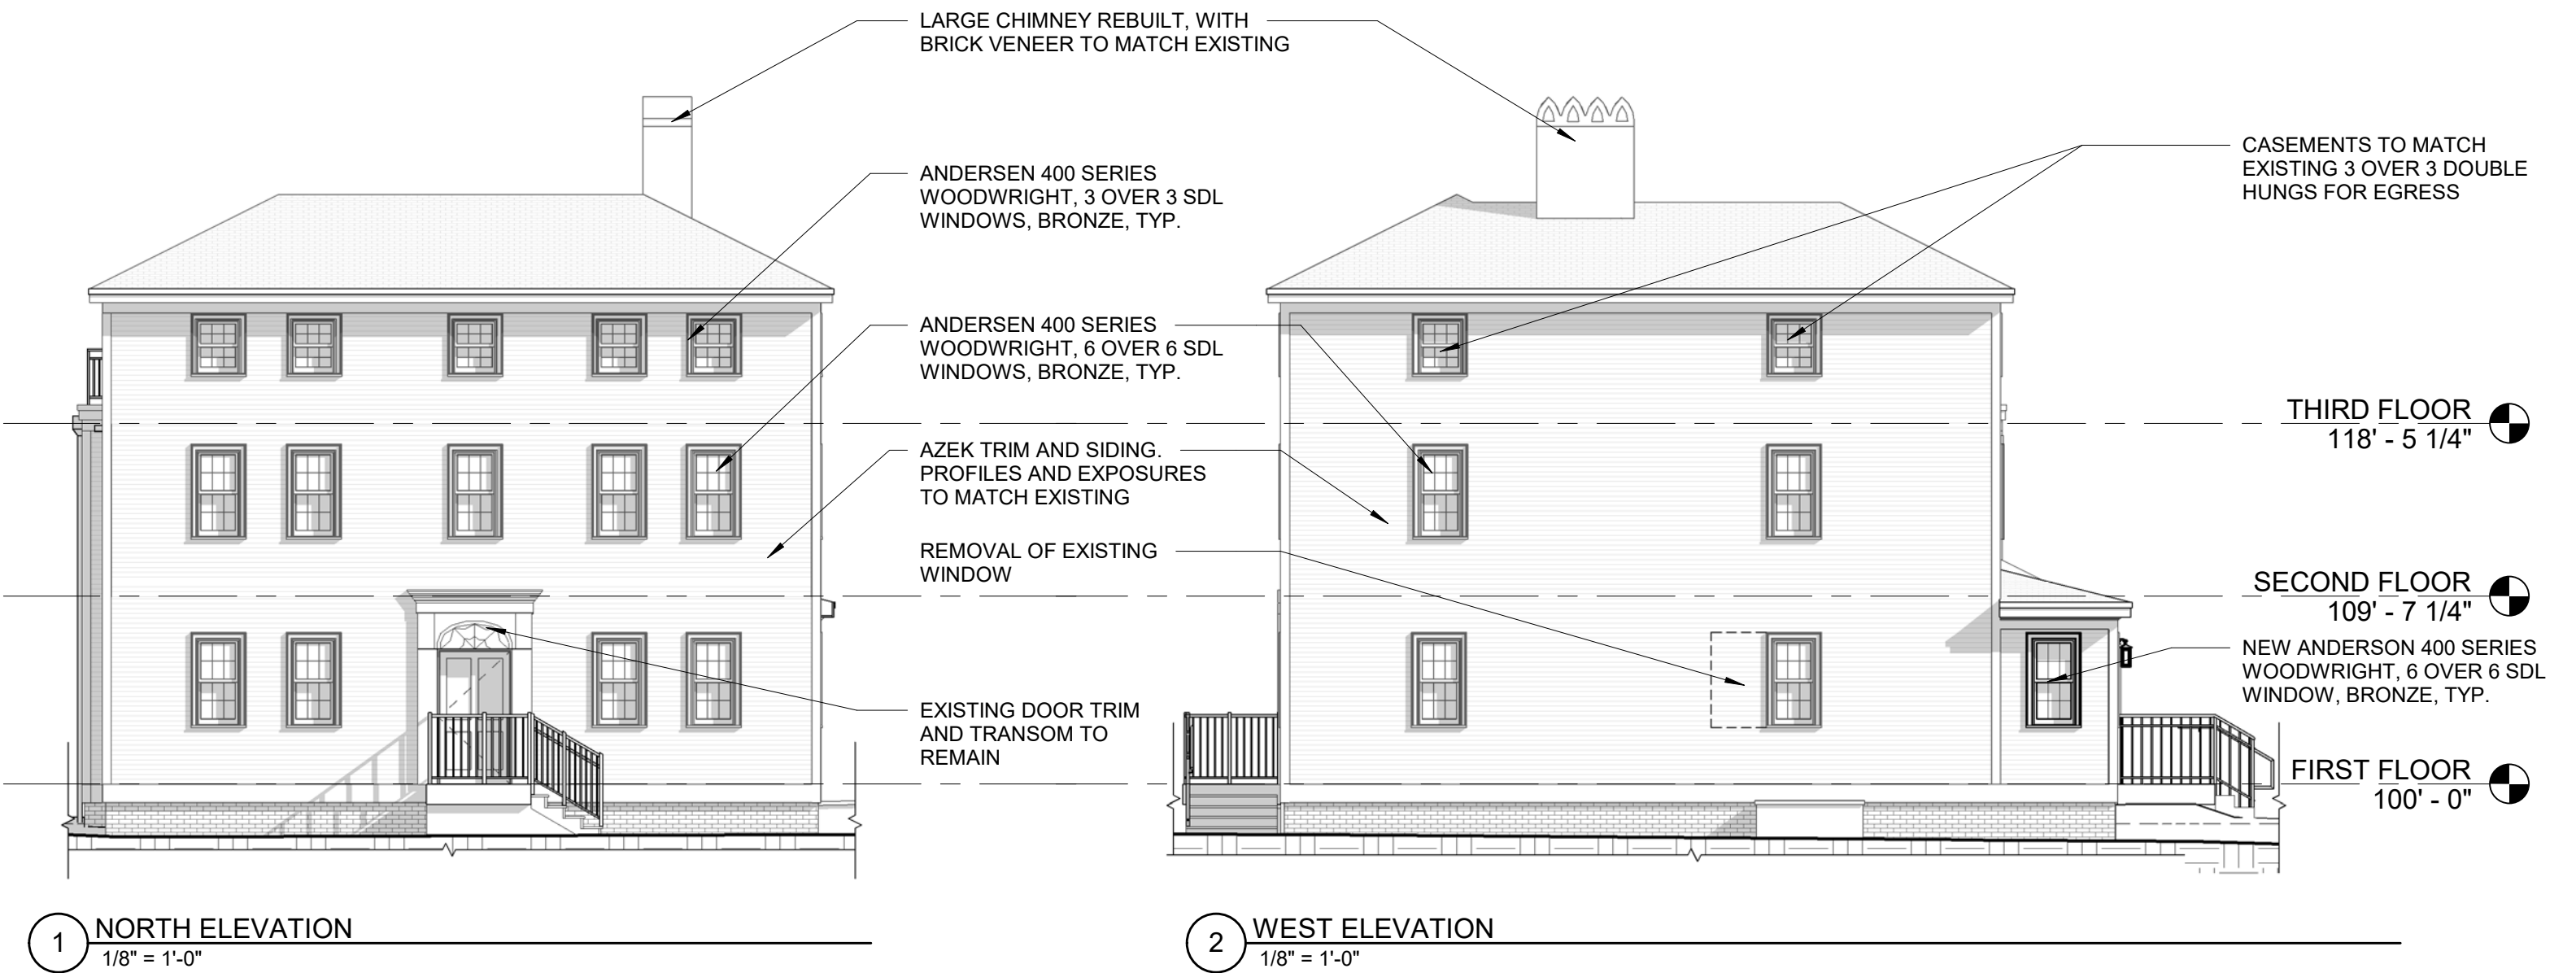 LARGE CHIMNEY REBUILT, WITH
BRICK VENEER TO MATCH EXISTING
ANDERSEN 400 SERIES
WOODWRIGHT, 3 OVER 3 SDL
WINDOWS, BRONZE, TYP.
ANDERSEN 400 SERIES
WOODWRIGHT, 6 OVER 6 SDL
WINDOWS, BRONZE, TYP.
AZEK TRIM AND SIDING.
PROFILES AND EXPOSURES
TO MATCH EXISTING
REMOVAL OF EXISTING
WINDOW
EXISTING DOOR TRIM
AND TRANSOM TO
REMAIN
CASEMENTS TO MATCH
EXISTING 3 OVER 3 DOUBLE
HUNGS FOR EGRESS
THIRD FLOOR
118' - 5 1/4"
SECOND FLOOR
109' - 7 1/4"
NEW ANDERSON 400 SERIES
WOODWRIGHT, 6 OVER 6 SDL
WINDOW, BRONZE, TYP.
FIRST FLOOR
100' - 0"
1 NORTH ELEVATION
1/8" = 1'-0"
2 WEST ELEVATION
1/8" = 1'-0"